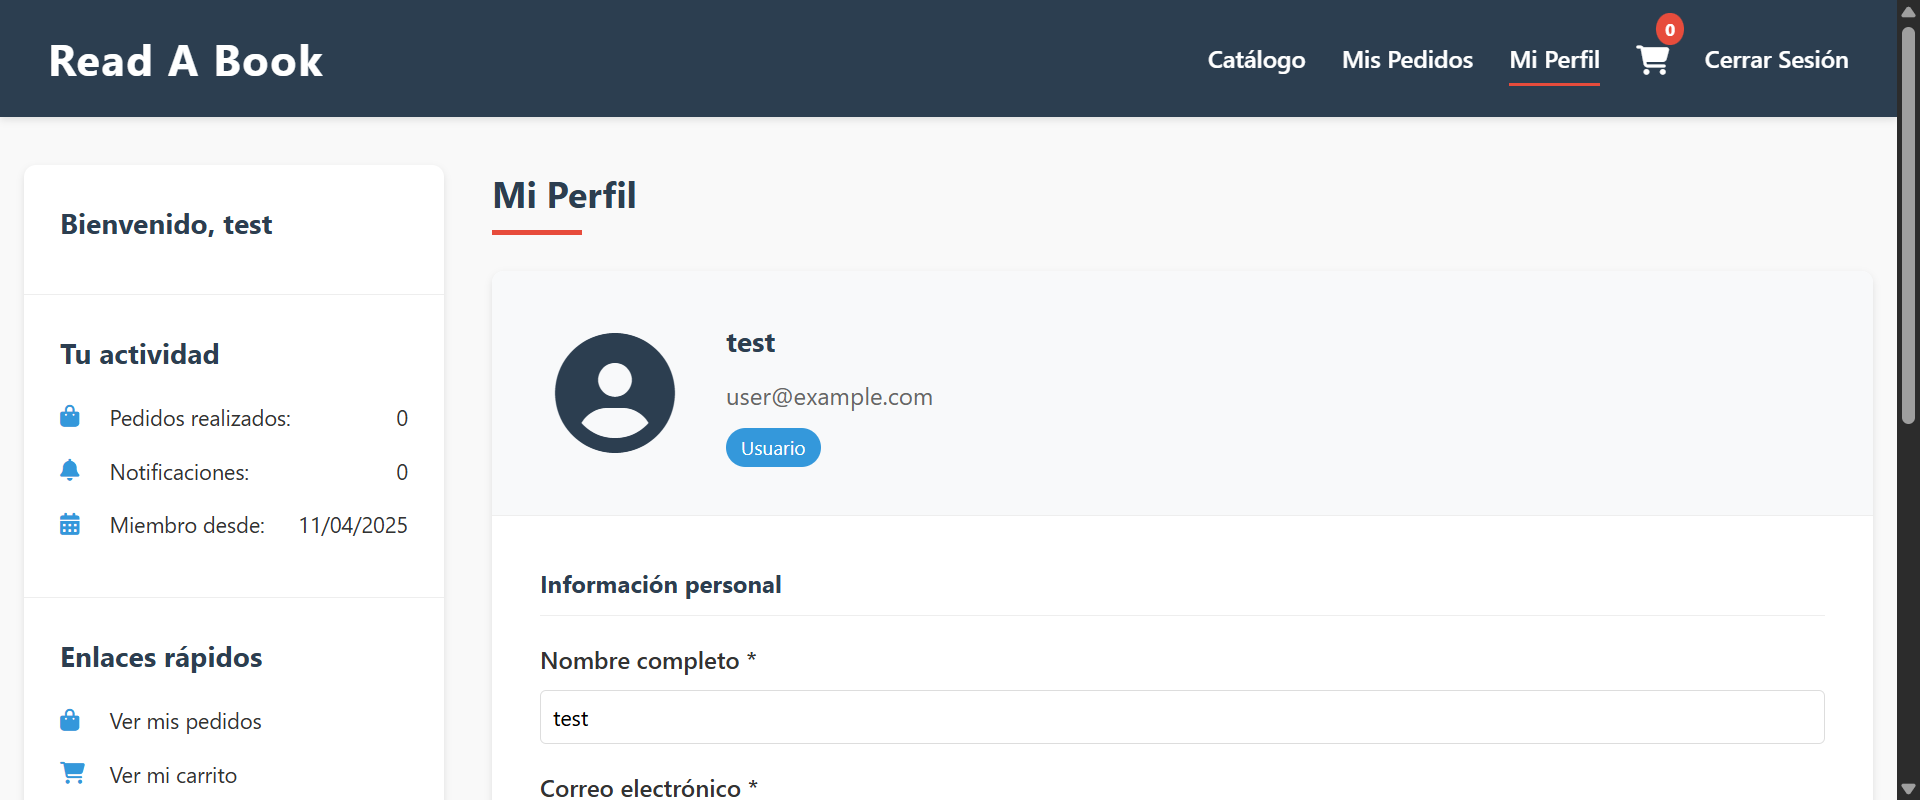 Read A Book
Catálogo
Mis Pedidos
Mi Perfil
0
Cerrar Sesión
Bienvenido, test
Tu actividad
Pedidos realizados: 0
Notificaciones: 0
Miembro desde: 11/04/2025
Enlaces rápidos
Ver mis pedidos
Ver mi carrito
Mi Perfil
test
user@example.com
Usuario
Información personal
Nombre completo *
test
Correo electrónico *